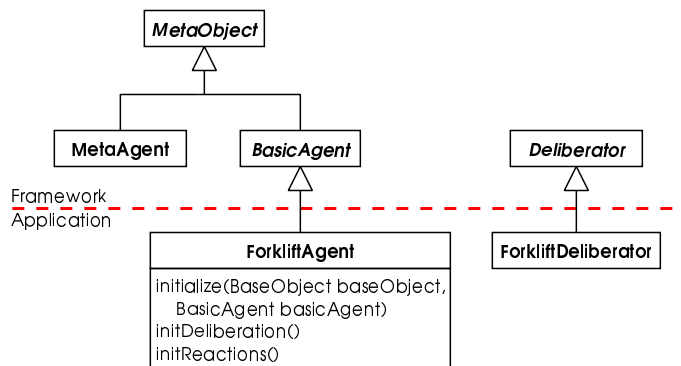 MetaObject
MetaAgent
BasicAgent
Deliberator
Framework
Application
ForkliftAgent
ForkliftDeliberator
initialize(BaseObject baseObject,
BasicAgent basicAgent)
initDeliberation()
initReactions()